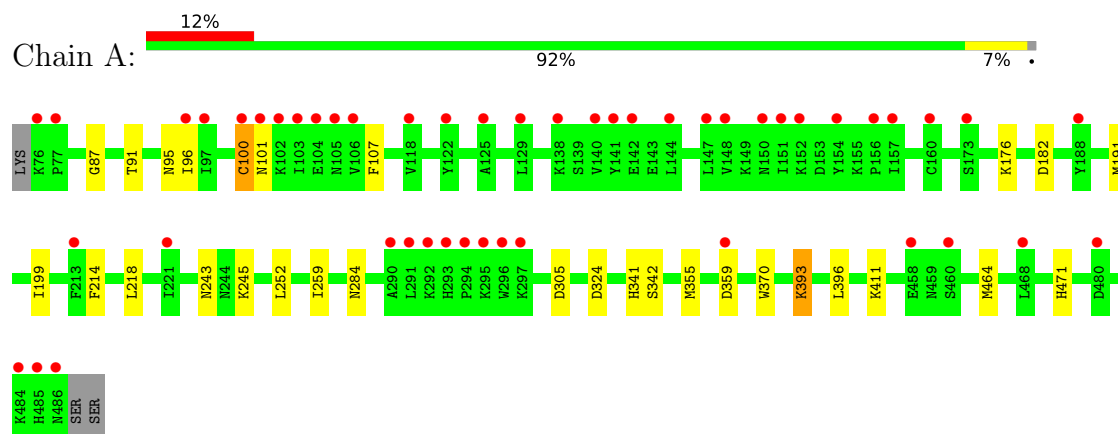 12%
Chain A:
92% 7% •
LYS K76 P77 G87 T91 N95 I96 I97 C100 N101 K102 I103 E104 N105 V106 F107 V118 Y122 A125 L129 K138 S139 V140 Y141 E142 E143 L144 L147 V148 K149 N150 I151 K152 D153 Y154 K155 P156 I157 C160 S173 K176 D182 Y188
I199 F213 F214 L218 I221 N243 N244 K245 L252 I259 N284 A290 L291 K292 H293 P294 K295 W296 K297 D305 D324 H341 S342 M355 D359 W370 K393 L396 K411 E458 N459 S460 M464 L468 H471 D480
K484 H485 N486 SER SER